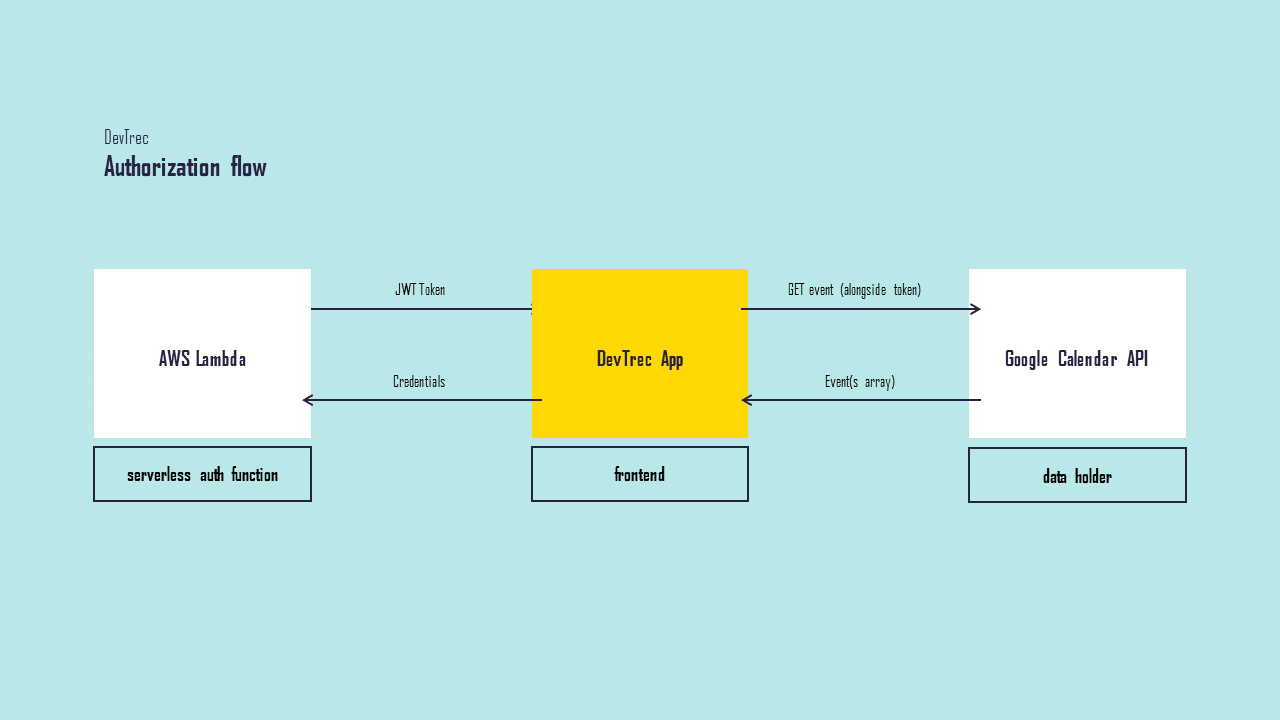 DevTrec
Authorization flow
JWT Token
GET event (alongside token)
AWS Lambda
DevTrec App
Google Calendar API
Credentials
Event(s array)
serverless auth function
frontend
data holder